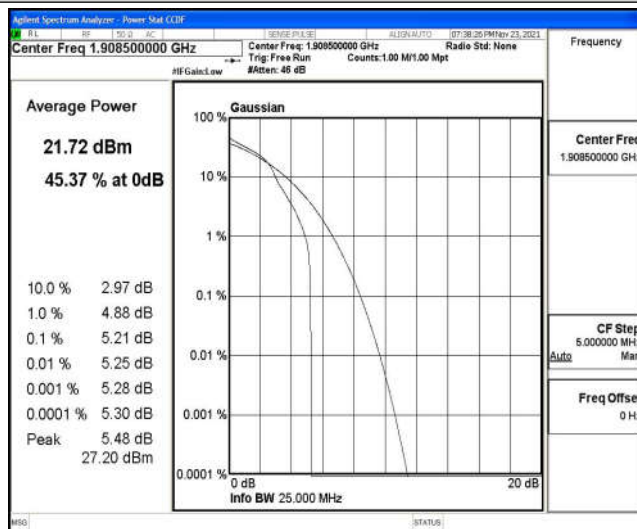 Agilent Spectrum Analyzer - Power Stat CCDF
RL RF 50 Ω AC SENSE:PULSE ALIGN AUTO 07:38:26 PM Nov 23, 2021
Center Freq 1.908500000 GHz
Center Freq: 1.908500000 GHz Radio Std: None
Trig: Free Run Counts:1.00 M/1.00 Mpt
#IFGain:Low #Atten: 46 dB
Frequency
Average Power
21.72 dBm
45.37 % at 0dB
10.0 % 2.97 dB
1.0 % 4.88 dB
0.1 % 5.21 dB
0.01 % 5.25 dB
0.001 % 5.28 dB
0.0001 % 5.30 dB
Peak 5.48 dB
27.20 dBm
Gaussian
100 %
10 %
1 %
0.1 %
0.01 %
0.001 %
0.0001 %
0 dB 20 dB
Info BW 25.000 MHz
Center Freq
1.908500000 GHz
CF Step
5.000000 MHz
Auto Man
Freq Offset
0 Hz
MSG STATUS